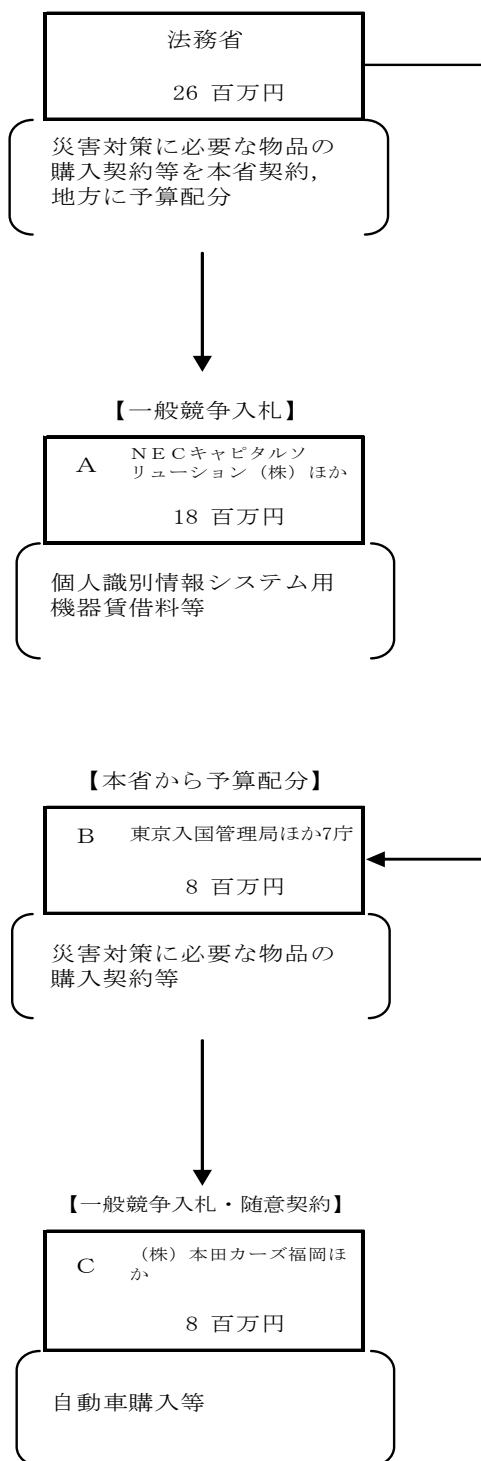 法務省
26 百万円
災害対策に必要な物品の
購入契約等を本省契約，
地方に予算配分
【一般競争入札】
A ＮＥＣキャピタルソ
リューション（株）ほか
18 百万円
個人識別情報システム用
機器賃借料等
【本省から予算配分】
B 東京入国管理局ほか7庁
8 百万円
災害対策に必要な物品の
購入契約等
【一般競争入札・随意契約】
C （株）本田カーズ福岡ほ
か
8 百万円
自動車購入等